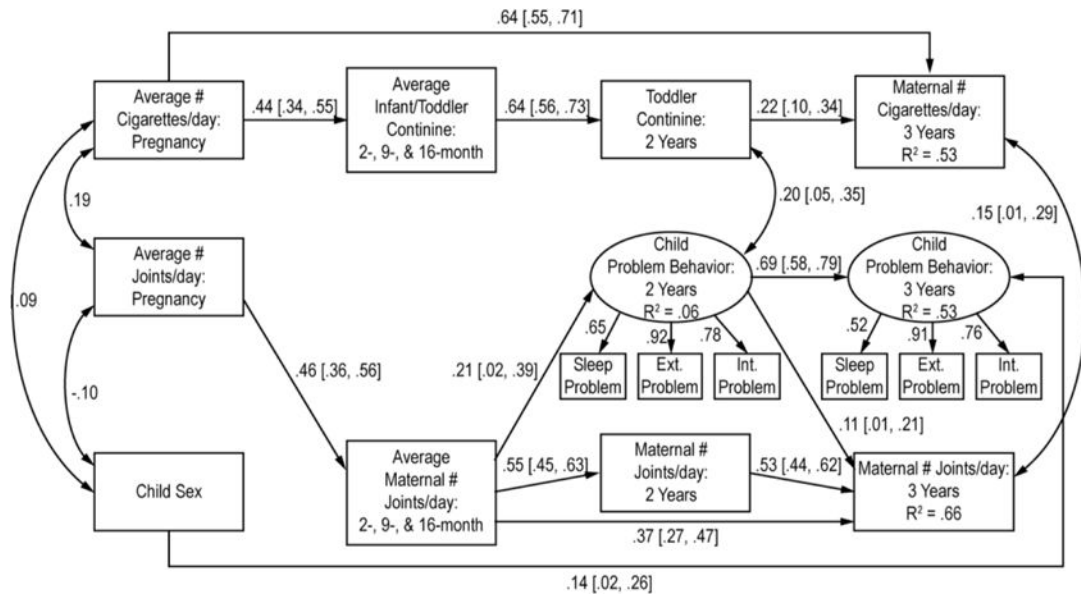 .64 [.55, .71]
Average #
Cigarettes/day:
Pregnancy
.44 [.34, .55]
Average
Infant/Toddler
Continine:
2-, 9-, & 16-month
.64 [.56, .73]
Toddler
Continine:
2 Years
.22 [.10, .34]
Maternal #
Cigarettes/day:
3 Years
R² = .53
.19
.20 [.05, .35]
.15 [.01, .29]
Average #
Joints/day:
Pregnancy
.09
Child
Problem Behavior:
2 Years
R² = .06
.69 [.58, .79]
Child
Problem Behavior:
3 Years
R² = .53
.65
.92
.78
.52
.91
.76
Sleep
Problem
Ext.
Problem
Int.
Problem
Sleep
Problem
Ext.
Problem
Int.
Problem
.46 [.36, .56]
.21 [.02, .39]
-.10
.11 [.01, .21]
Child Sex
Average
Maternal #
Joints/day:
2-, 9-, & 16-month
.55 [.45, .63]
Maternal #
Joints/day:
2 Years
.53 [.44, .62]
Maternal # Joints/day:
3 Years
R² = .66
.37 [.27, .47]
.14 [.02, .26]